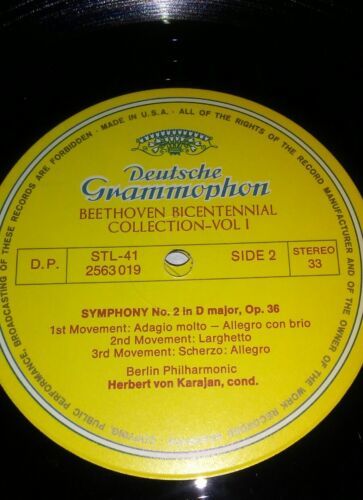 BROADCASTING OF THESE RECORDS ARE FORBIDDEN - MADE IN U.S.A. - ALL OF THE RIGHTS OF THE RECORD MANUFACTURER AND
OF THE OWNER OF THE WORK RECORDED
PUBLIC PERFORMANCE,
Deutsche
Grammophon
BEETHOVEN BICENTENNIAL
COLLECTION-VOL I
D.P.
STL-41
2563 019
SIDE 2
STEREO
33
SYMPHONY No. 2 in D major, Op. 36
1st Movement: Adagio molto – Allegro con brio
2nd Movement: Larghetto
3rd Movement: Scherzo: Allegro
Berlin Philharmonic
Herbert von Karajan, cond.